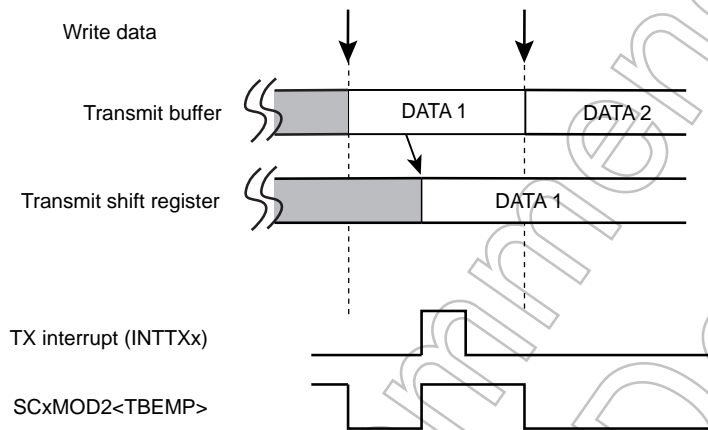 Write data
Transmit buffer
DATA 1
DATA 2
Transmit shift register
DATA 1
TX interrupt (INTTXx)
SCxMOD2<TBEMP>